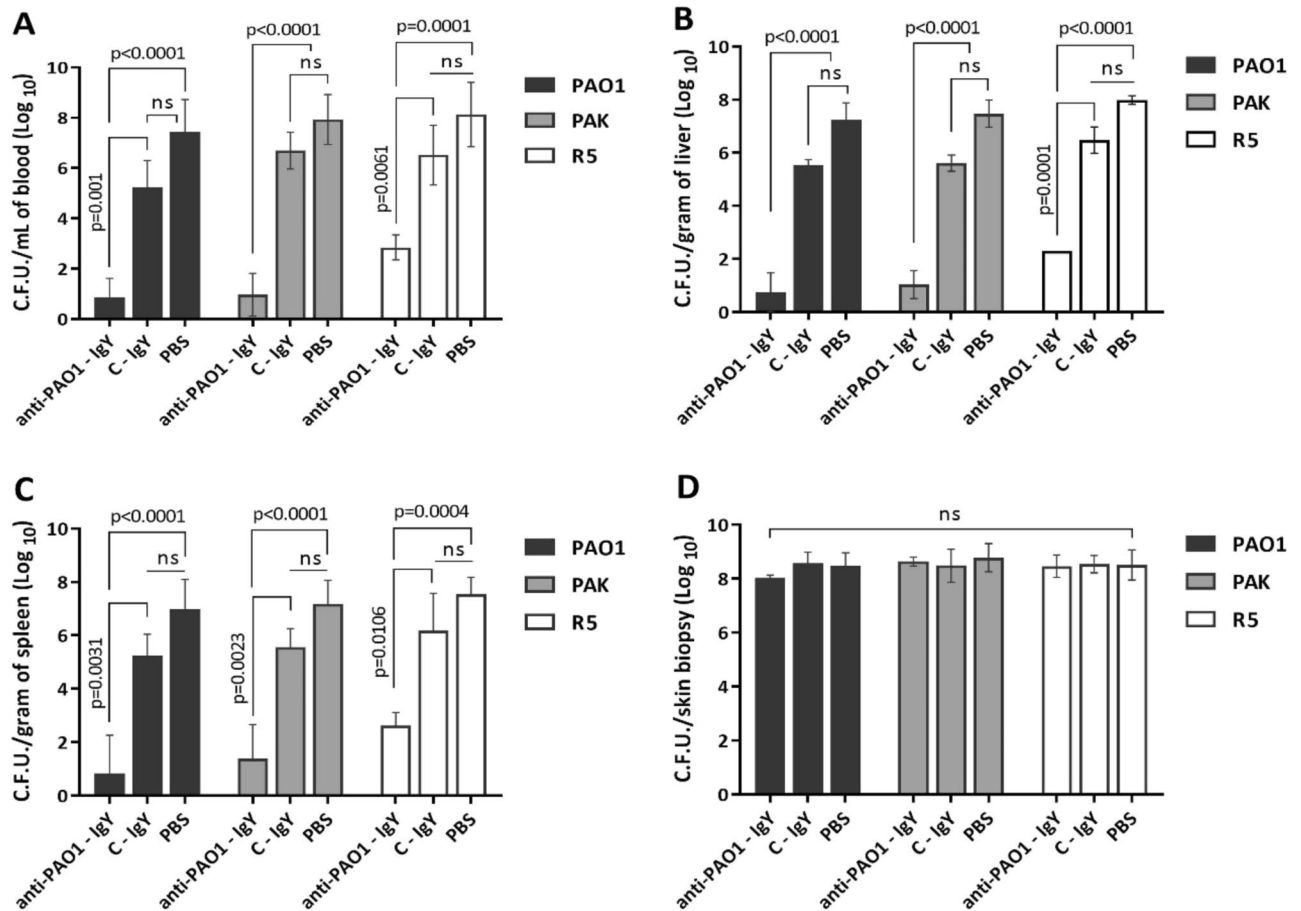 A
C.F.U./mL of blood (Log 10)
10
8
6
4
2
0
p<0.0001
p<0.0001
p=0.0001
ns
ns
ns
p=0.001
p=0.0061
anti-PAO1 - IgY
C - IgY
PBS
anti-PAO1 - IgY
C - IgY
PBS
anti-PAO1 - IgY
C - IgY
PBS
PAO1
PAK
R5
B
C.F.U./gram of liver (Log 10)
10
8
6
4
2
0
p<0.0001
p<0.0001
p<0.0001
ns
ns
ns
p=0.0001
anti-PAO1 - IgY
C - IgY
PBS
anti-PAO1 - IgY
C - IgY
PBS
anti-PAO1 - IgY
C - IgY
PBS
PAO1
PAK
R5
C
C.F.U./gram of spleen (Log 10)
10
8
6
4
2
0
p<0.0001
p<0.0001
p=0.0004
ns
ns
ns
p=0.0031
p=0.0023
p=0.0106
anti-PAO1 - IgY
C - IgY
PBS
anti-PAO1 - IgY
C - IgY
PBS
anti-PAO1 - IgY
C - IgY
PBS
PAO1
PAK
R5
D
C.F.U./skin biopsy (Log 10)
10
8
6
4
2
0
ns
anti-PAO1 - IgY
C - IgY
PBS
anti-PAO1 - IgY
C - IgY
PBS
anti-PAO1 - IgY
C - IgY
PBS
PAO1
PAK
R5